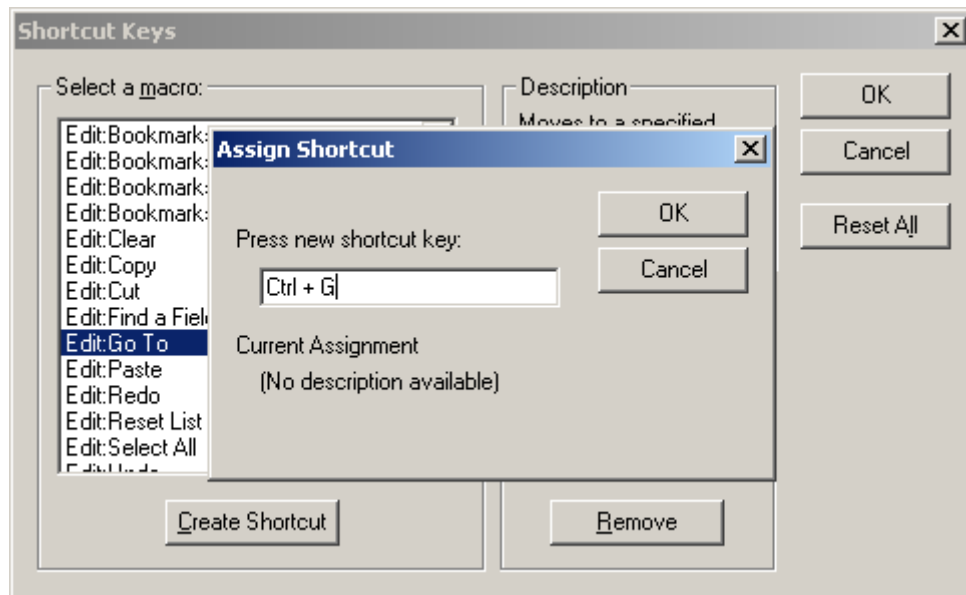 Shortcut Keys
Select a macro:
Edit:Bookmark
Edit:Bookmark
Edit:Bookmark
Edit:Bookmark
Edit:Clear
Edit:Copy
Edit:Cut
Edit:Find a Fiel
Edit:Go To
Edit:Paste
Edit:Redo
Edit:Reset List
Edit:Select All
Edit:Undo
Create Shortcut
Description
Moves to a specified
Remove
OK
Cancel
Reset All
Assign Shortcut
Press new shortcut key:
Ctrl + G
Current Assignment
(No description available)
OK
Cancel